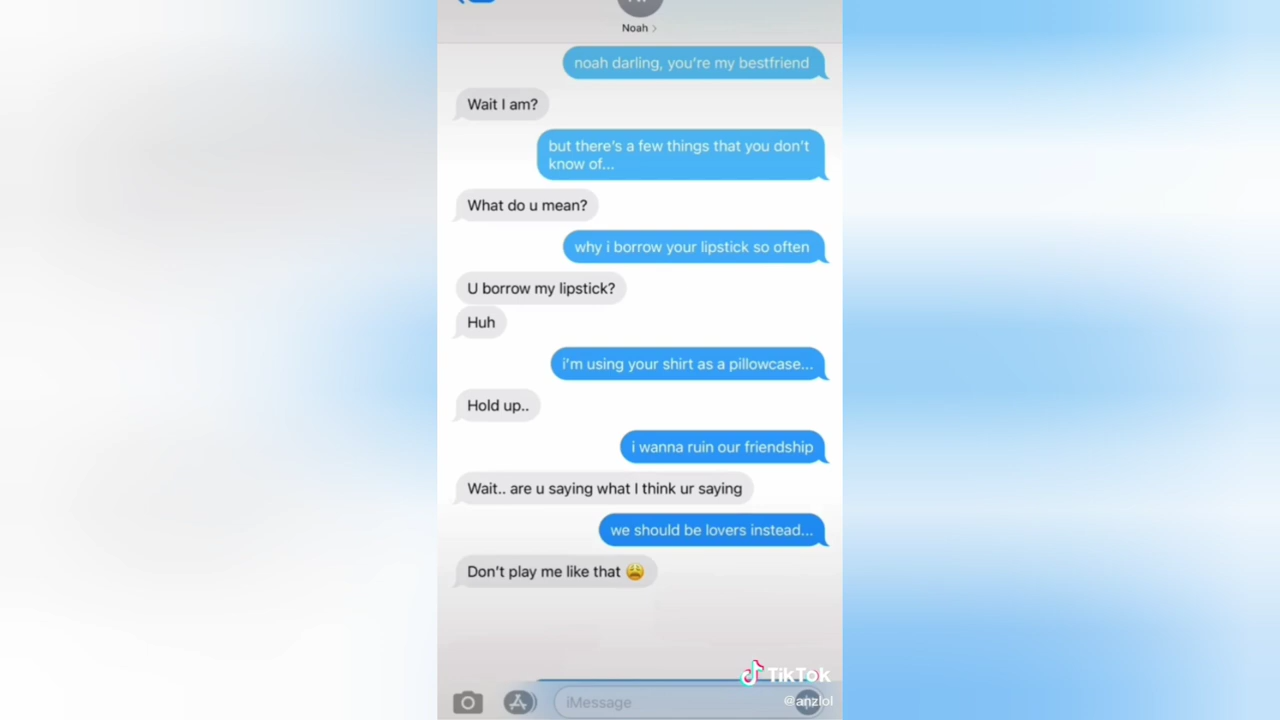 Noah
noah darling, you're my bestfriend
Wait I am?
but there's a few things that you don't
know of...
What do u mean?
why i borrow your lipstick so often
U borrow my lipstick?
Huh
i'm using your shirt as a pillowcase...
Hold up..
i wanna ruin our friendship
Wait.. are u saying what I think ur saying
we should be lovers instead...
Don't play me like that 😩
TikTok
iMessage
@anzlol